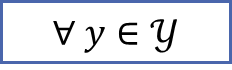 ∀ y ∈ 𝒴